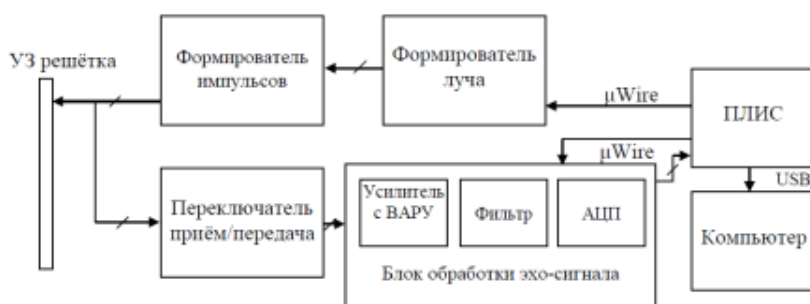 УЗ решётка
Формирователь
импульсов
Формирователь
луча
µWire
ПЛИС
µWire
USB
Переключатель
приём/передача
Усилитель
с ВАРУ
Фильтр
АЦП
Блок обработки эхо-сигнала
Компьютер